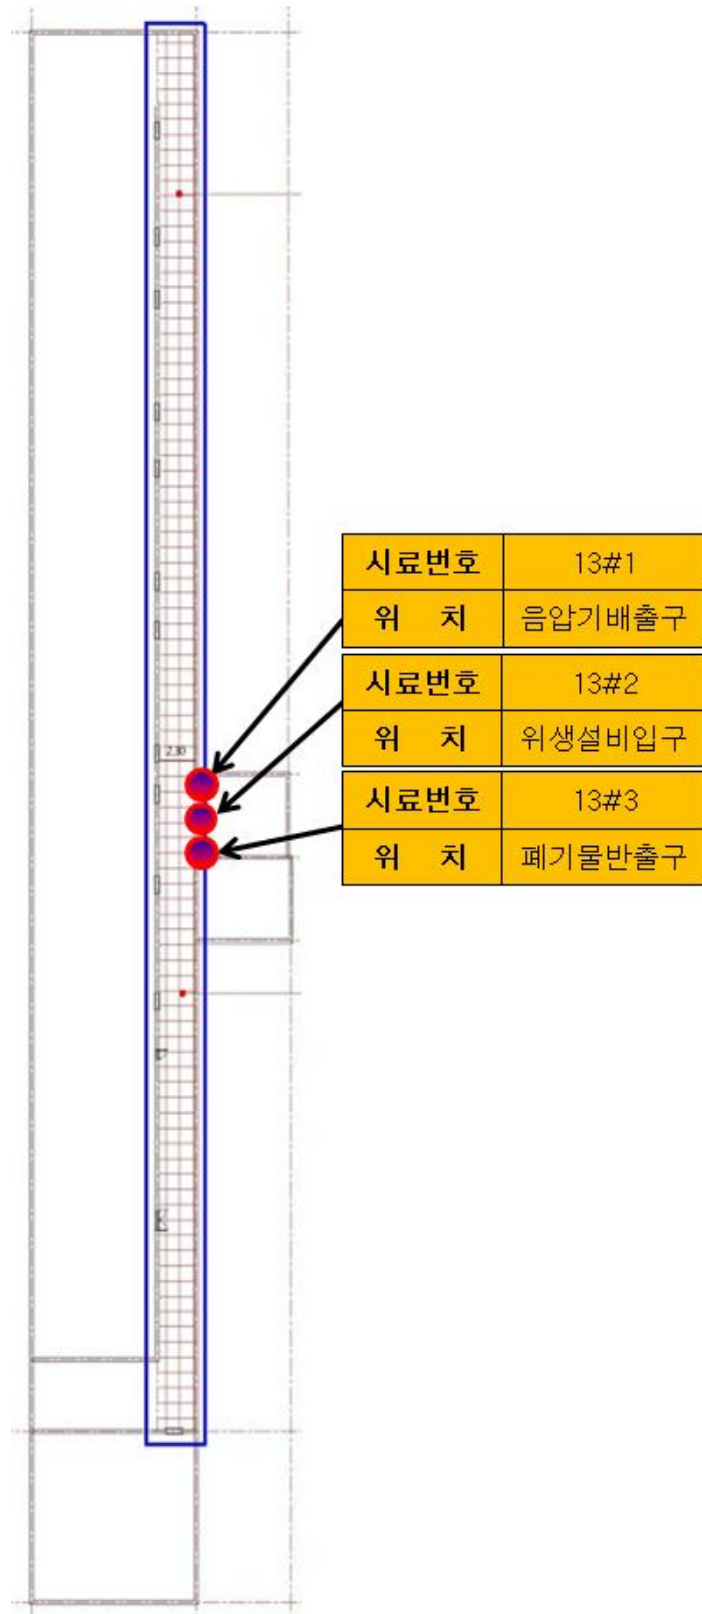 시료번호 13#1
위 치 음압기배출구
시료번호 13#2
위 치 위생설비입구
2.30
시료번호 13#3
위 치 폐기물반출구